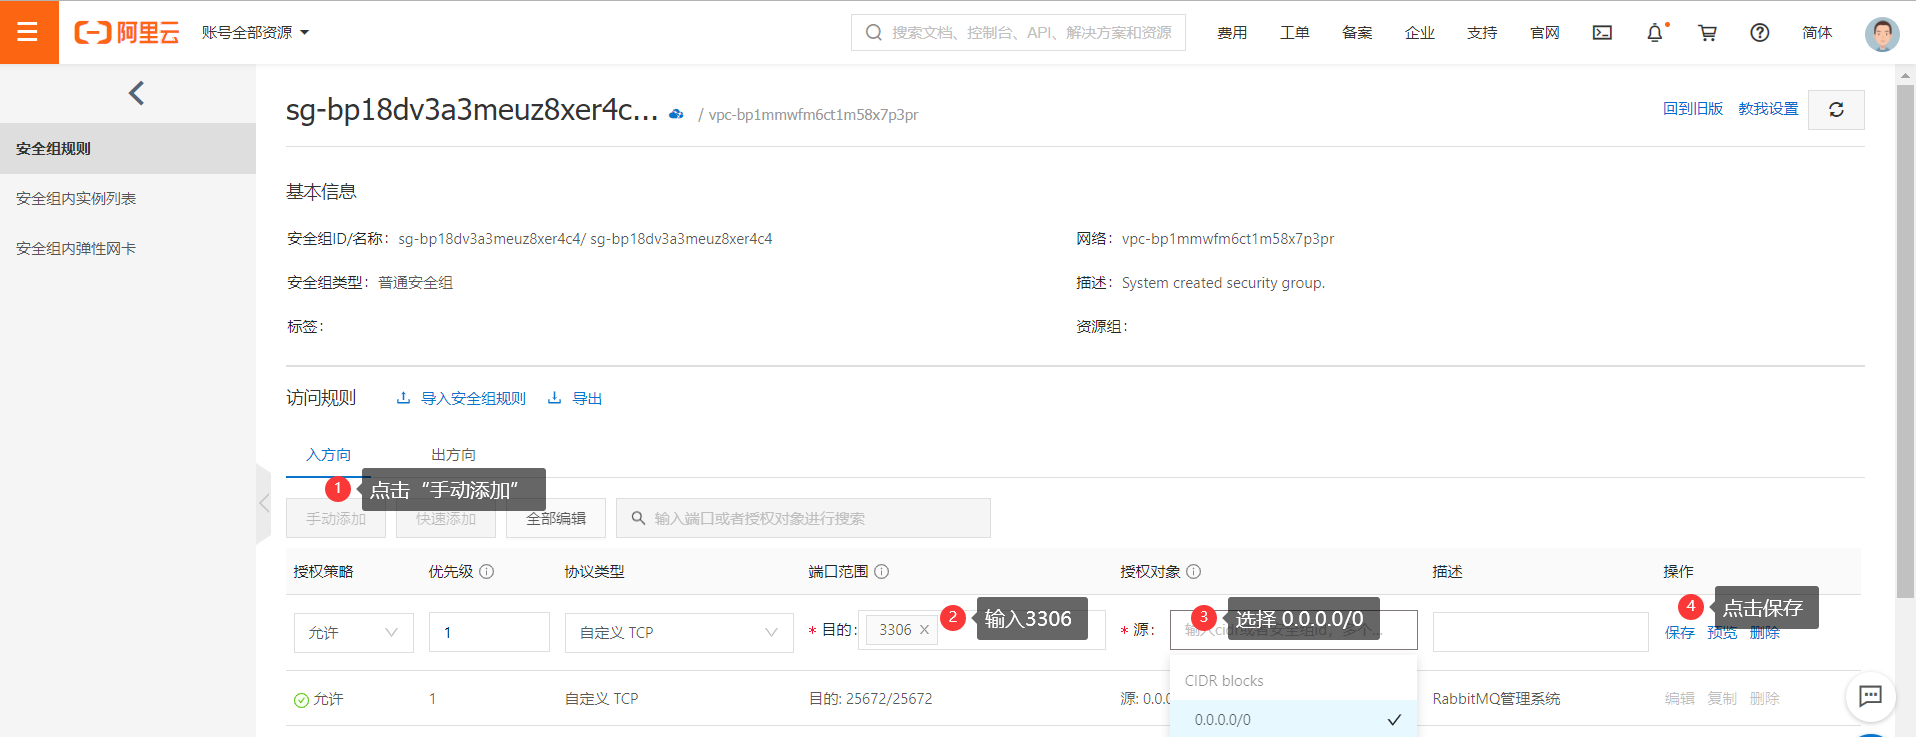 阿里云 账号全部资源 搜索文档、控制台、API、解决方案和资源 费用 工单 备案 企业 支持 官网 简体
sg-bp18dv3a3meuz8xer4c... / vpc-bp1mmwfm6ct1m58x7p3pr 回到旧版 教我设置
安全组规则
安全组内实例列表
安全组内弹性网卡
基本信息
安全组ID/名称： sg-bp18dv3a3meuz8xer4c4/ sg-bp18dv3a3meuz8xer4c4 网络： vpc-bp1mmwfm6ct1m58x7p3pr
安全组类型： 普通安全组 描述： System created security group.
标签： 资源组：
访问规则 导入安全组规则 导出
入方向 出方向
1 点击“手动添加”
手动添加 快速添加 全部编辑 输入端口或者授权对象进行搜索
授权策略 优先级 协议类型 端口范围 授权对象 描述 操作
2 输入3306 3 选择 0.0.0.0/0 4 点击保存
允许 1 自定义 TCP * 目的： 3306 × * 源： 保存 预览 删除
CIDR blocks
允许 1 自定义 TCP 目的: 25672/25672 源: 0.0.0 RabbitMQ管理系统 编辑 复制 删除
0.0.0.0/0